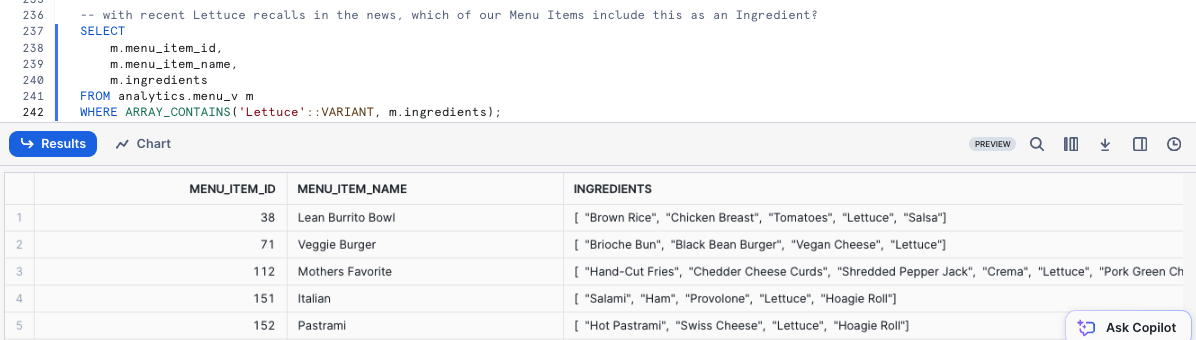 236 -- with recent Lettuce recalls in the news, which of our Menu Items include this as an Ingredient?
237 SELECT
238 m.menu_item_id,
239 m.menu_item_name,
240 m.ingredients
241 FROM analytics.menu_v m
242 WHERE ARRAY_CONTAINS('Lettuce'::VARIANT, m.ingredients);
Results Chart PREVIEW
MENU_ITEM_ID MENU_ITEM_NAME INGREDIENTS
1 38 Lean Burrito Bowl [ "Brown Rice", "Chicken Breast", "Tomatoes", "Lettuce", "Salsa"]
2 71 Veggie Burger [ "Brioche Bun", "Black Bean Burger", "Vegan Cheese", "Lettuce"]
3 112 Mothers Favorite [ "Hand-Cut Fries", "Chedder Cheese Curds", "Shredded Pepper Jack", "Crema", "Lettuce", "Pork Green Ch
4 151 Italian [ "Salami", "Ham", "Provolone", "Lettuce", "Hoagie Roll"]
5 152 Pastrami [ "Hot Pastrami", "Swiss Cheese", "Lettuce", "Hoagie Roll"]
Ask Copilot